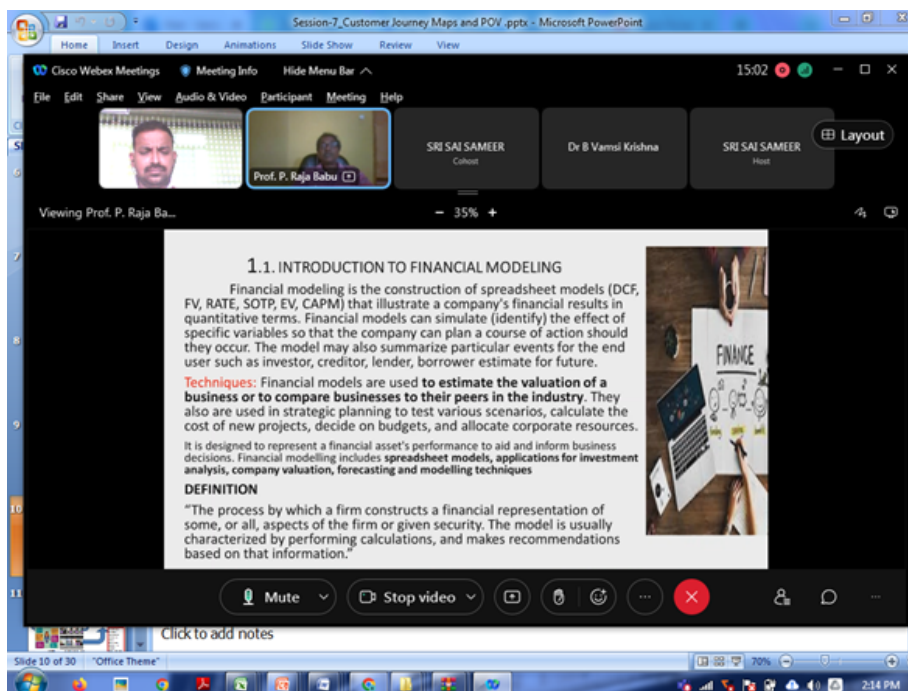 Session-7_Customer Journey Maps and POV .pptx - Microsoft PowerPoint
Home Insert Design Animations Slide Show Review View
Cisco Webex Meetings Meeting Info Hide Menu Bar 15:02
File Edit Share View Audio & Video Participant Meeting Help
SRI SAI SAMEER
Cohost
Dr B Vamsi Krishna
SRI SAI SAMEER
Host
Layout
Prof. P. Raja Babu
Viewing Prof. P. Raja Ba...
− 35% +
1.1. INTRODUCTION TO FINANCIAL MODELING
Financial modeling is the construction of spreadsheet models (DCF,
FV, RATE, SOTP, EV, CAPM) that illustrate a company's financial results in
quantitative terms. Financial models can simulate (identify) the effect of
specific variables so that the company can plan a course of action should
they occur. The model may also summarize particular events for the end
user such as investor, creditor, lender, borrower estimate for future.
Techniques: Financial models are used to estimate the valuation of a
business or to compare businesses to their peers in the industry. They
also are used in strategic planning to test various scenarios, calculate the
cost of new projects, decide on budgets, and allocate corporate resources.
It is designed to represent a financial asset's performance to aid and inform business
decisions. Financial modelling includes spreadsheet models, applications for investment
analysis, company valuation, forecasting and modelling techniques
DEFINITION
"The process by which a firm constructs a financial representation of
some, or all, aspects of the firm or given security. The model is usually
characterized by performing calculations, and makes recommendations
based on that information."
FINANCE
7
8
9
10
11
Mute Stop video
Click to add notes
Slide 10 of 30 "Office Theme" 70%
2:14 PM